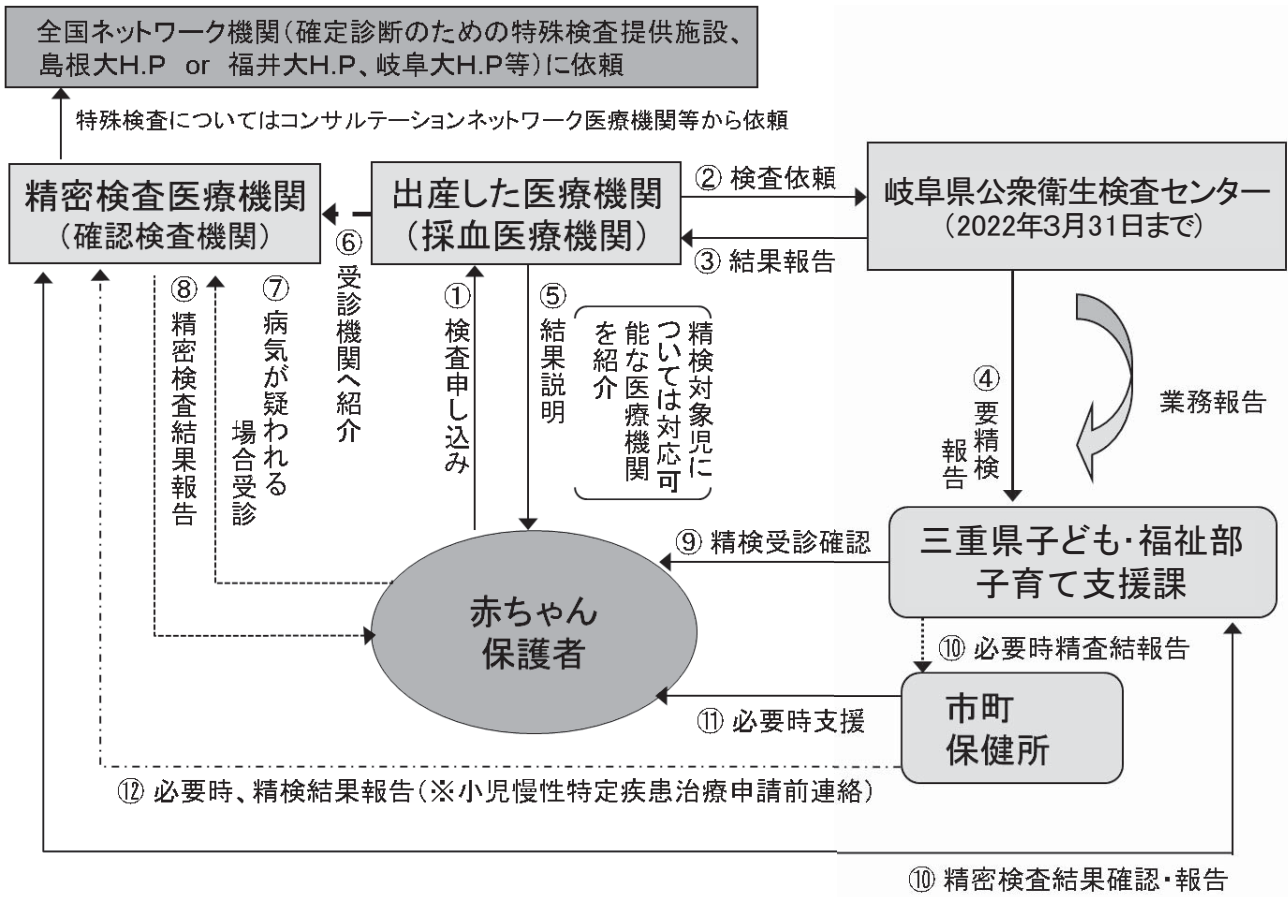 全国ネットワーク機関(確定診断のための特殊検査提供施設、
島根大H.P or 福井大H.P、岐阜大H.P等)に依頼
特殊検査についてはコンサルテーションネットワーク医療機関等から依頼
精密検査医療機関
(確認検査機関)
出産した医療機関
(採血医療機関)
② 検査依頼
③ 結果報告
岐阜県公衆衛生検査センター
(2022年3月31日まで)
⑥ 受診機関へ紹介
⑧ 精密検査結果報告
⑦ 病気が疑われる
場合受診
① 検査申し込み
⑤ 結果説明
精検対象児に
ついては対応可
能な医療機関
を紹介
④ 要精検
報告
業務報告
三重県子ども・福祉部
子育て支援課
⑨ 精検受診確認
赤ちゃん
保護者
⑩ 必要時精査結報告
市町
保健所
⑪ 必要時支援
⑫ 必要時、精検結果報告(※小児慢性特定疾患治療申請前連絡)
⑩ 精密検査結果確認・報告